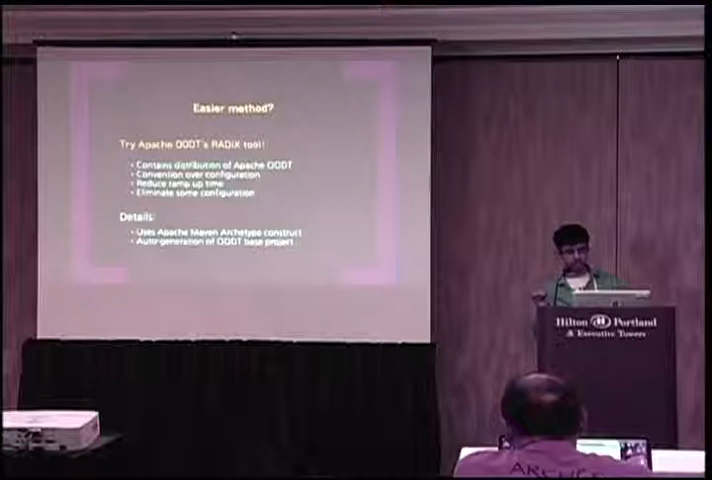 Easier method?
Try Apache OODT's RADiX tool!
• Contains distribution of Apache OODT
• Convention over configuration
• Reduce ramp up time
• Eliminate some configuration
Details:
• Uses Apache Maven Archetype construct
• Auto-generation of OODT base project
Hilton Portland
& Executive Towers